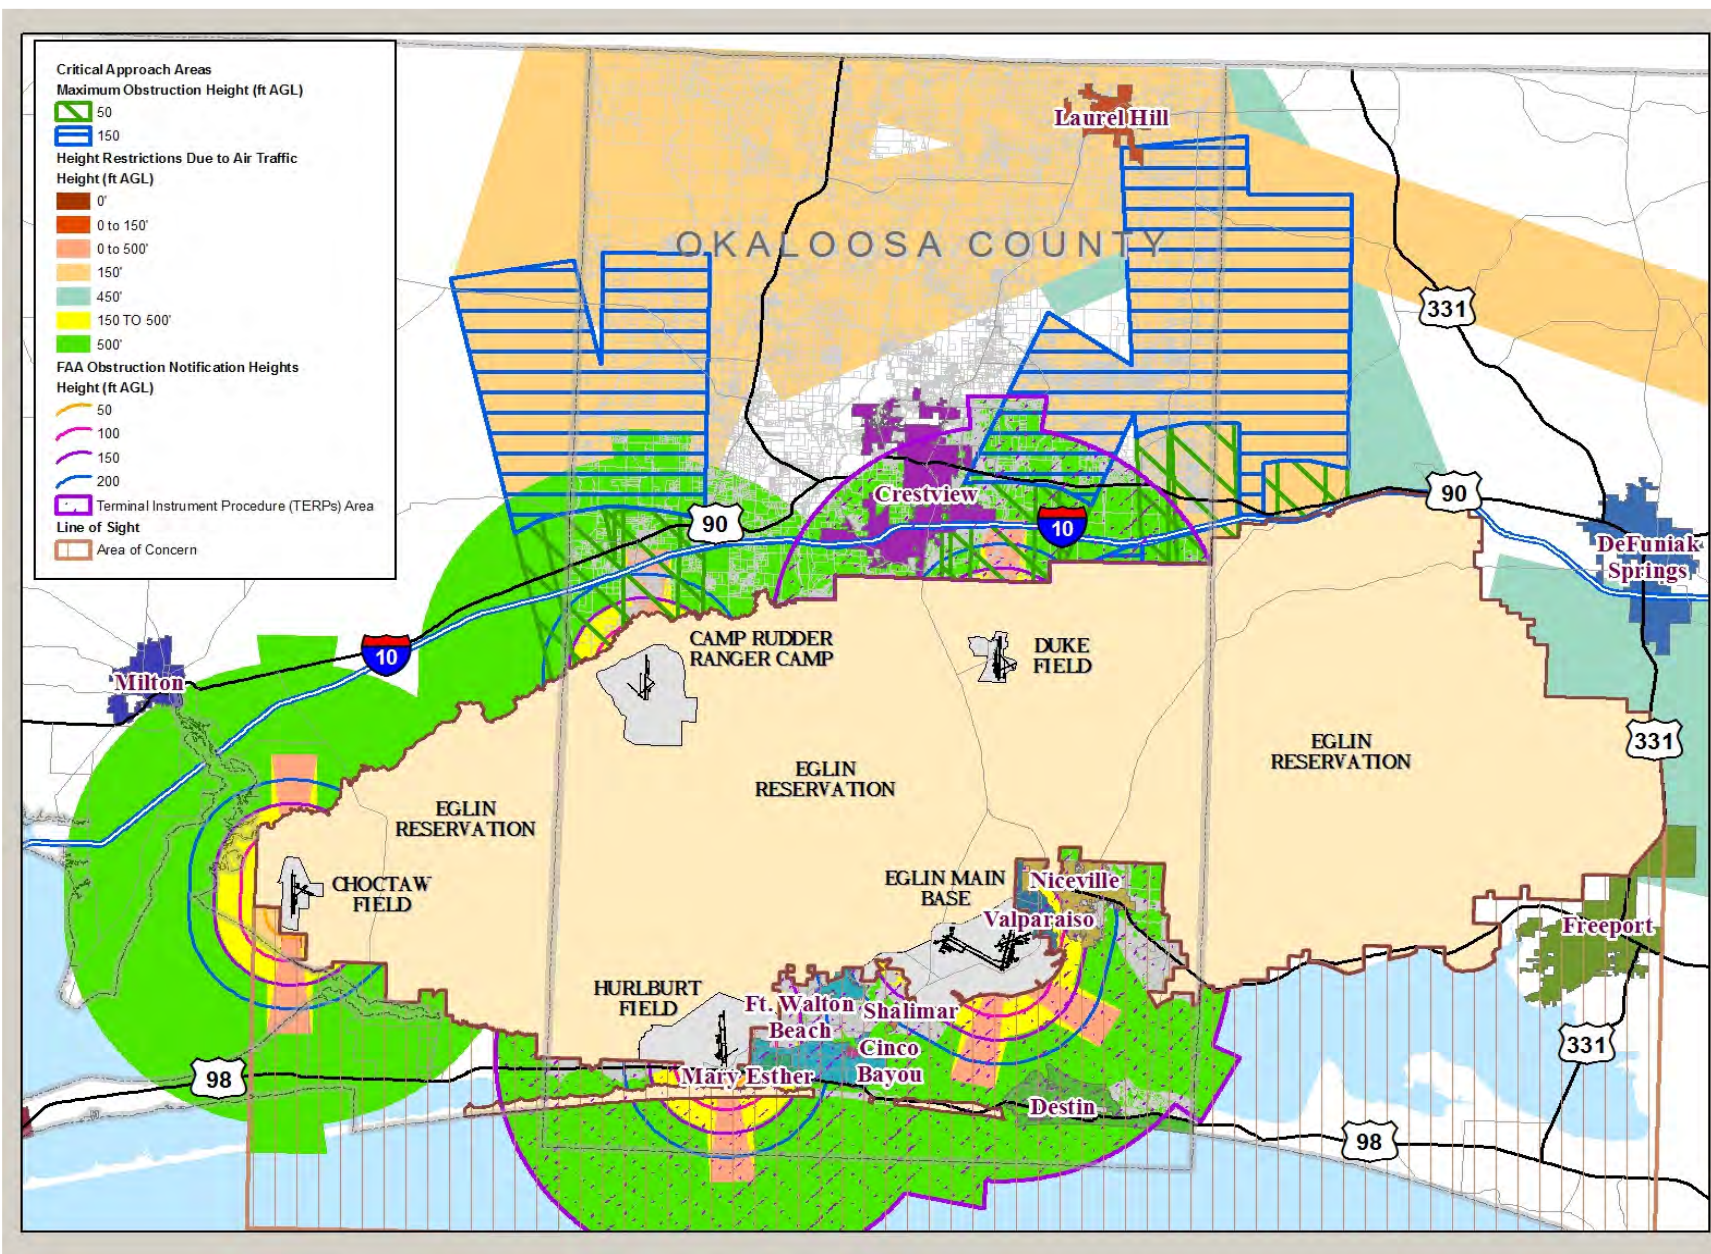 Critical Approach Areas
Maximum Obstruction Height (ft AGL)
50
150
Height Restrictions Due to Air Traffic
Height (ft AGL)
0'
0 to 150'
0 to 500'
150'
450'
150 TO 500'
500'
FAA Obstruction Notification Heights
Height (ft AGL)
50
100
150
200
Terminal Instrument Procedure (TERPs) Area
Line of Sight
Area of Concern
Laurel Hill
OKALOOSA COUNTY
331
Crestview
90
90
10
10
DeFuniak
Springs
CAMP RUDDER
RANGER CAMP
DUKE
FIELD
Milton
331
EGLIN
RESERVATION
EGLIN
RESERVATION
EGLIN
RESERVATION
CHOCTAW
FIELD
EGLIN MAIN
BASE
Niceville
Valparaiso
Freeport
HURLBURT
FIELD
Ft. Walton
Beach
Shalimar
Cinco
Bayou
331
98
Mary Esther
Destin
98